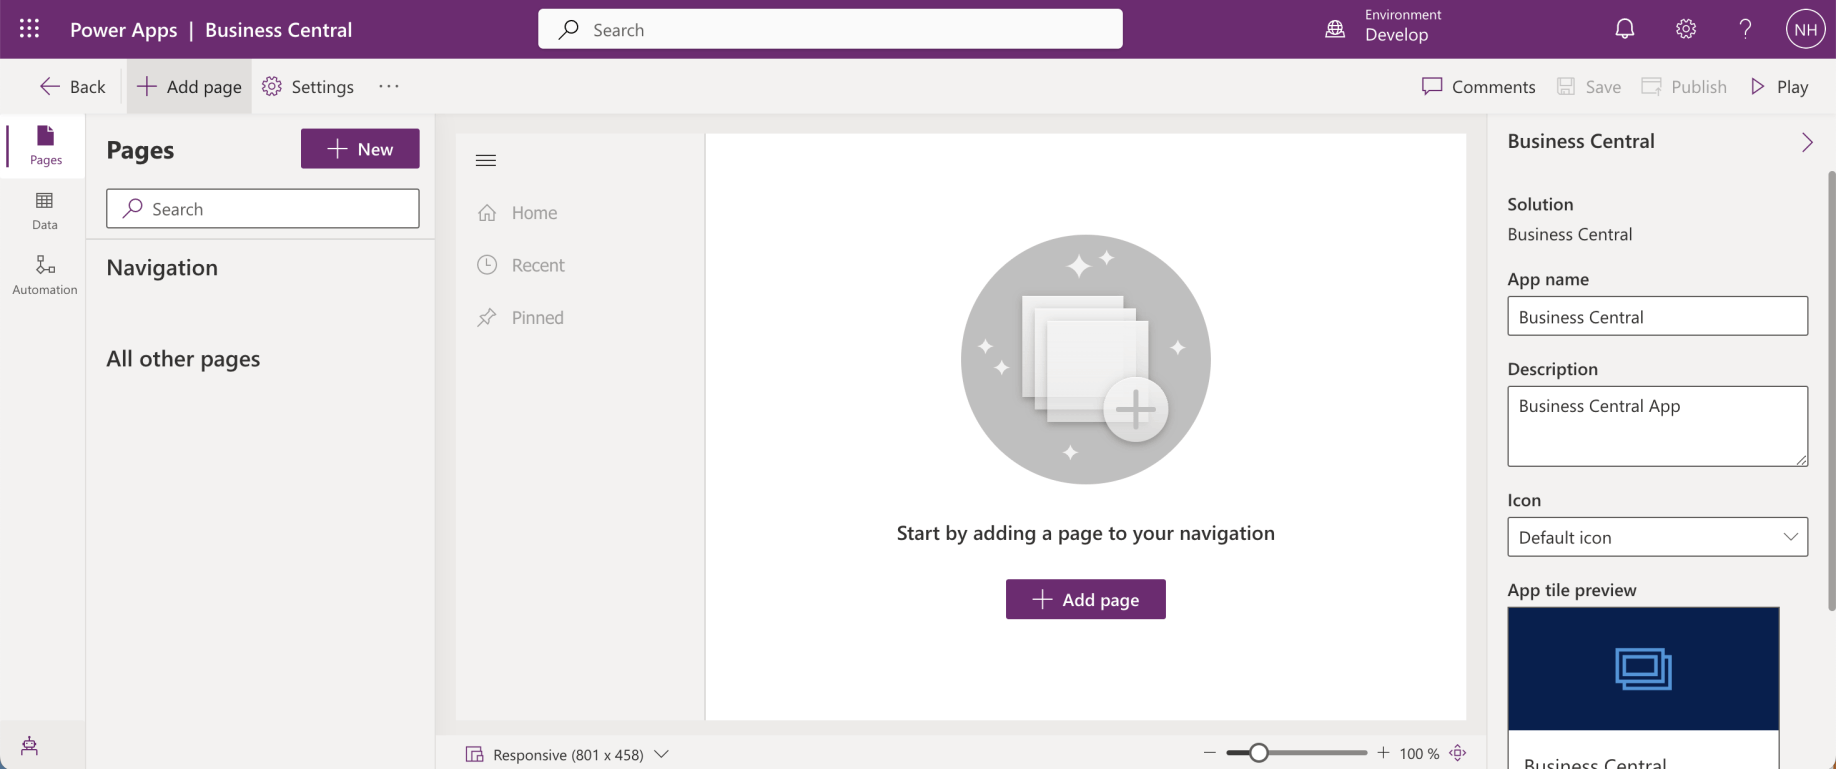 Power Apps | Business Central
Search
Environment
Develop
NH
Back
Add page
Settings
Comments
Save
Publish
Play
Pages
Data
Automation
Pages
New
Search
Navigation
All other pages
Home
Recent
Pinned
Start by adding a page to your navigation
Add page
Responsive (801 x 458)
100 %
Business Central
Solution
Business Central
App name
Business Central
Description
Business Central App
Icon
Default icon
App tile preview
Business Central